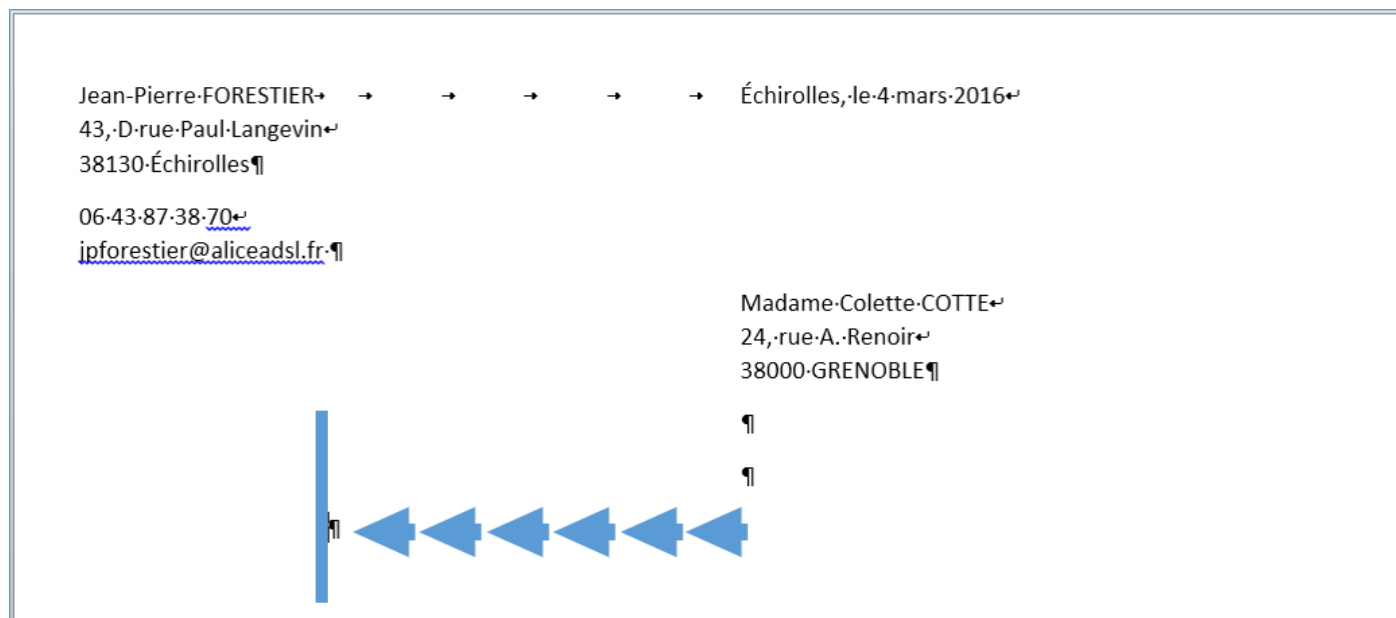 Jean-Pierre·FORESTIER→ → → → → → Échirolles,·le·4·mars·2016↵
43,·D·rue·Paul·Langevin↵
38130·Échirolles¶
06·43·87·38·70↵
jpforestier@aliceadsl.fr·¶
Madame·Colette·COTTE↵
24,·rue·A.·Renoir↵
38000·GRENOBLE¶
¶
¶
¶